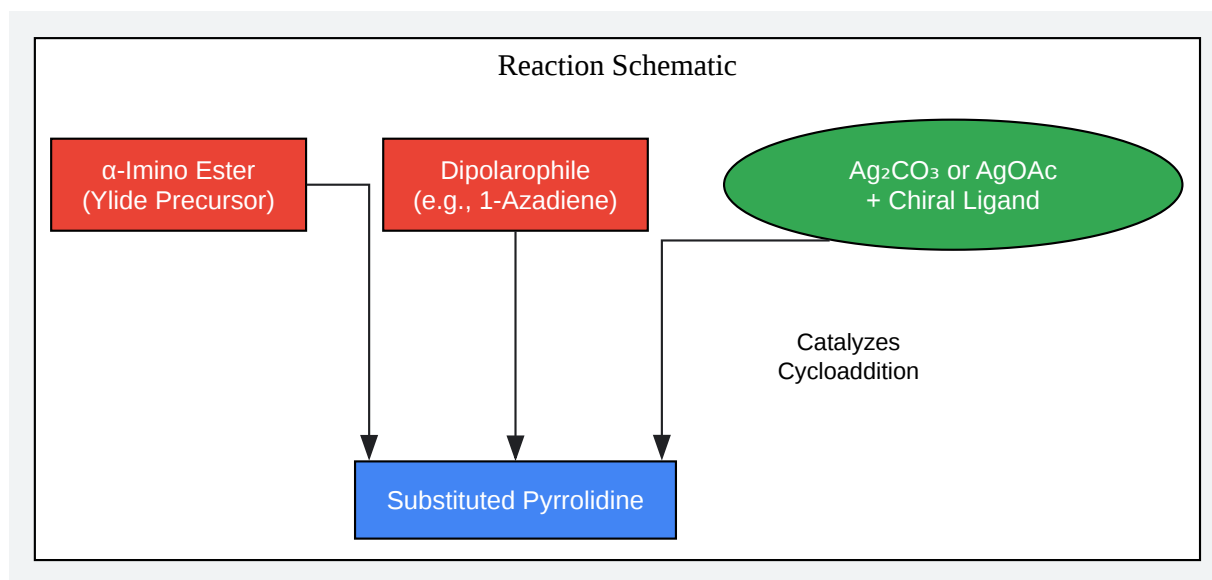 Reaction Schematic
α-Imino Ester
(Ylide Precursor)
Dipolarophile
(e.g., 1-Azadiene)
Ag₂CO₃ or AgOAc
+ Chiral Ligand
Catalyzes
Cycloaddition
Substituted Pyrrolidine